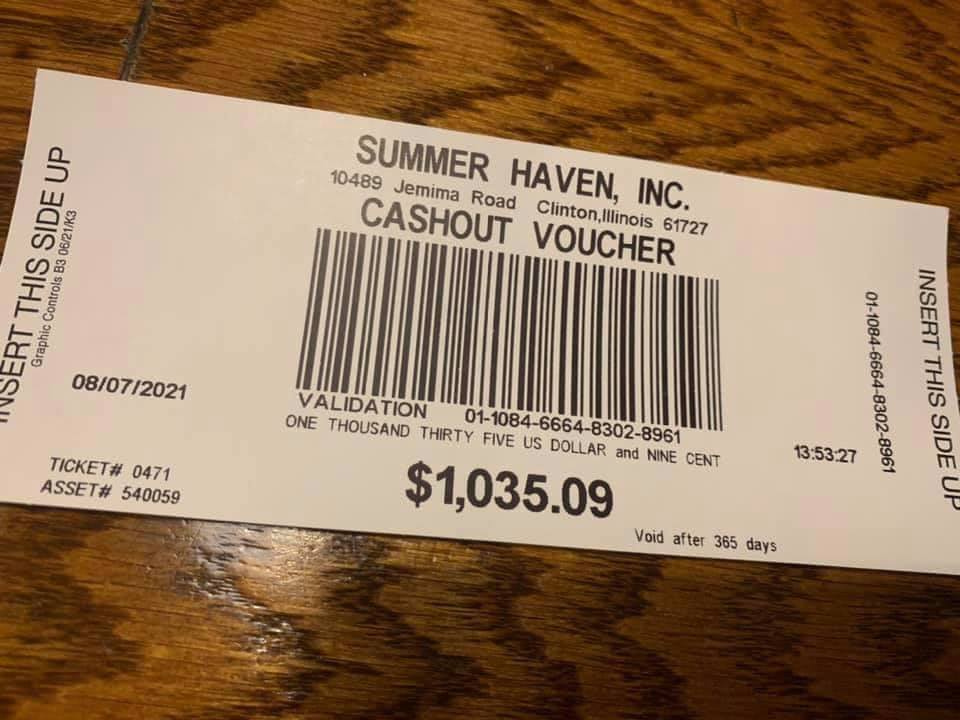 SUMMER HAVEN, INC.
10489 Jemima Road Clinton,Illinois 61727
CASHOUT VOUCHER
INSERT THIS SIDE UP
Graphic Controls B3 06/21/K3
08/07/2021
VALIDATION 01-1084-6664-8302-8961
ONE THOUSAND THIRTY FIVE US DOLLAR and NINE CENT
13:53:27
TICKET# 0471
ASSET# 540059
$1,035.09
Void after 365 days
01-1084-6664-8302-8961
INSERT THIS SIDE UP